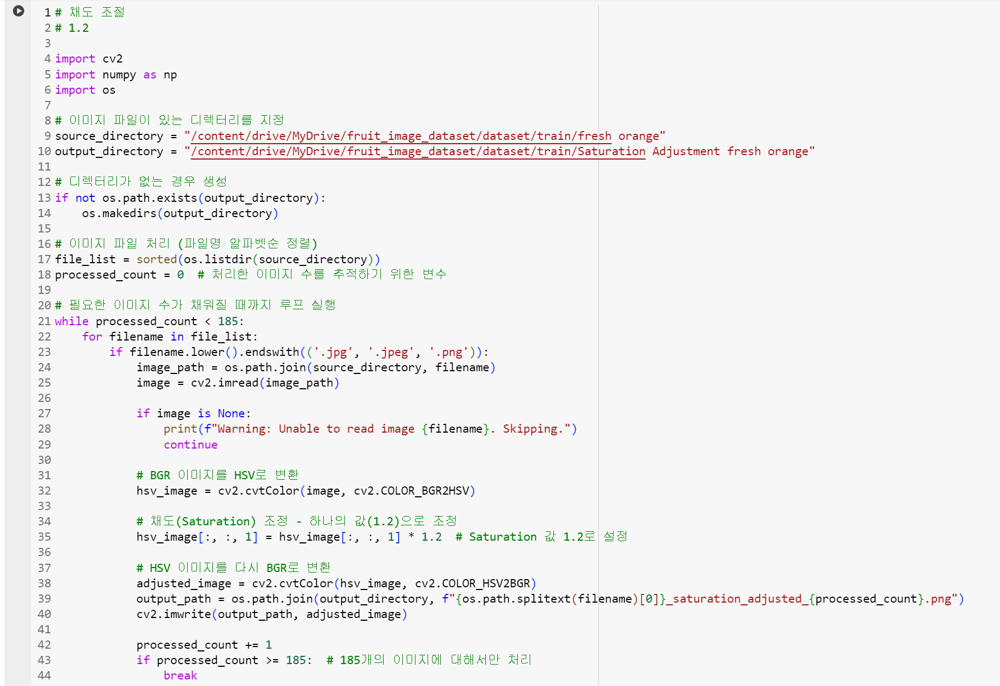 1 # 채도 조절
2 # 1.2
3
4 import cv2
5 import numpy as np
6 import os
7
8 # 이미지 파일이 있는 디렉터리를 지정
9 source_directory = "/content/drive/MyDrive/fruit_image_dataset/dataset/train/fresh orange"
10 output_directory = "/content/drive/MyDrive/fruit_image_dataset/dataset/train/Saturation Adjustment fresh orange"
11
12 # 디렉터리가 없는 경우 생성
13 if not os.path.exists(output_directory):
14     os.makedirs(output_directory)
15
16 # 이미지 파일 처리 (파일명 알파벳순 정렬)
17 file_list = sorted(os.listdir(source_directory))
18 processed_count = 0  # 처리한 이미지 수를 추적하기 위한 변수
19
20 # 필요한 이미지 수가 채워질 때까지 루프 실행
21 while processed_count < 185:
22     for filename in file_list:
23         if filename.lower().endswith(('.jpg', '.jpeg', '.png')):
24             image_path = os.path.join(source_directory, filename)
25             image = cv2.imread(image_path)
26
27             if image is None:
28                 print(f"Warning: Unable to read image {filename}. Skipping.")
29                 continue
30
31             # BGR 이미지를 HSV로 변환
32             hsv_image = cv2.cvtColor(image, cv2.COLOR_BGR2HSV)
33
34             # 채도(Saturation) 조정 - 하나의 값(1.2)으로 조정
35             hsv_image[:, :, 1] = hsv_image[:, :, 1] * 1.2  # Saturation 값 1.2로 설정
36
37             # HSV 이미지를 다시 BGR로 변환
38             adjusted_image = cv2.cvtColor(hsv_image, cv2.COLOR_HSV2BGR)
39             output_path = os.path.join(output_directory, f"{os.path.splitext(filename)[0]}_saturation_adjusted_{processed_count}.png")
40             cv2.imwrite(output_path, adjusted_image)
41
42             processed_count += 1
43             if processed_count >= 185:  # 185개의 이미지에 대해서만 처리
44                 break